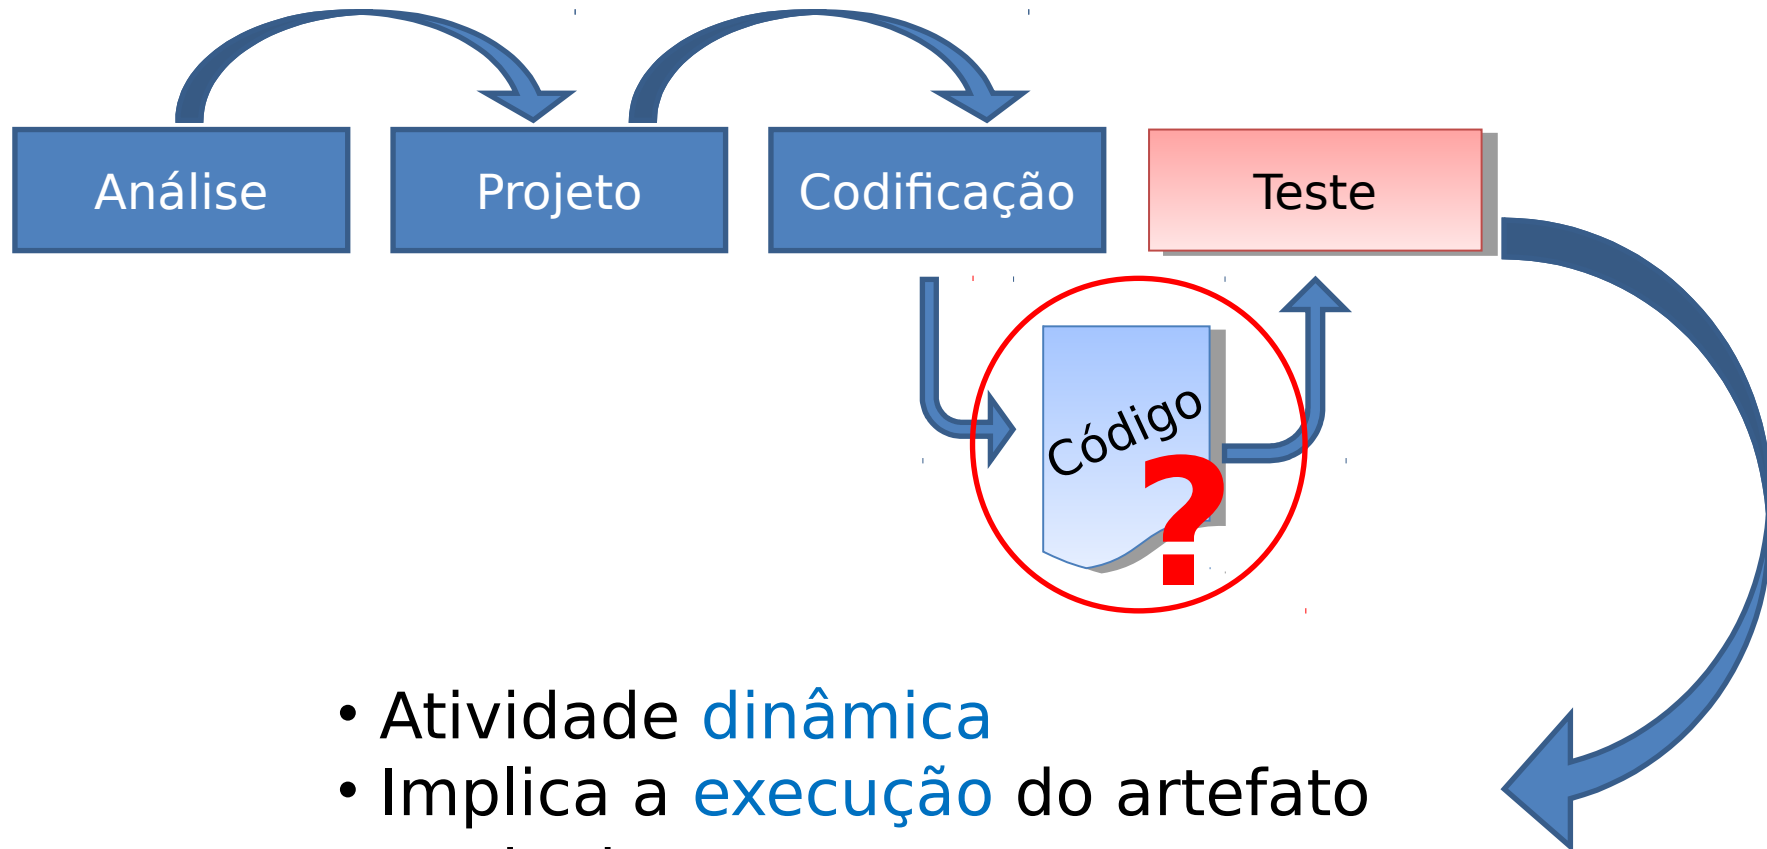 Análise
Projeto
Codificação
Teste
Código
?
• Atividade dinâmica
• Implica a execução do artefato